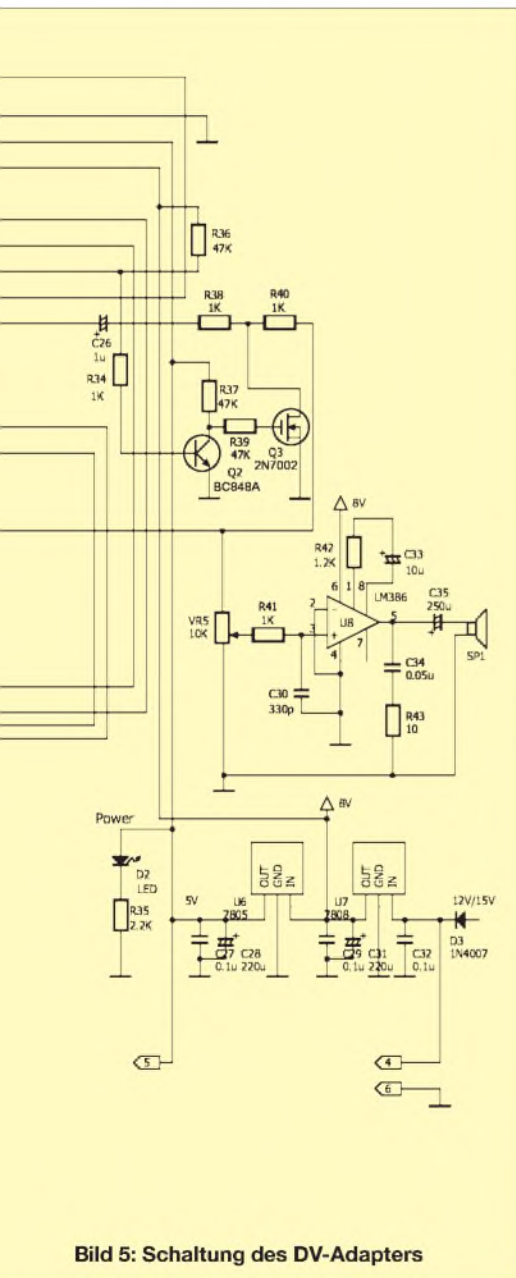 R36
47K
R38
1K
R40
1K
C26
1u
R34
1K
R37
47K
R39
47K
Q3
2N7002
Q2
BC848A
8V
R42
1.2K
C33
10u
6
1
8
LM386
C35
250u
2
U8
5
VR5
10K
R41
1K
3
4
7
SP1
C34
0.05u
C30
330p
R43
10
8V
Power
D2
LED
OUT
GND
IN
OUT
GND
IN
R35
2.2K
5V
U6
7805
U7
7808
12V/15V
D3
1N4007
C27
0.1u
C28
220u
C29
0,1u
C31
220u
C32
0.1u
5
4
6
Bild 5: Schaltung des DV-Adapters